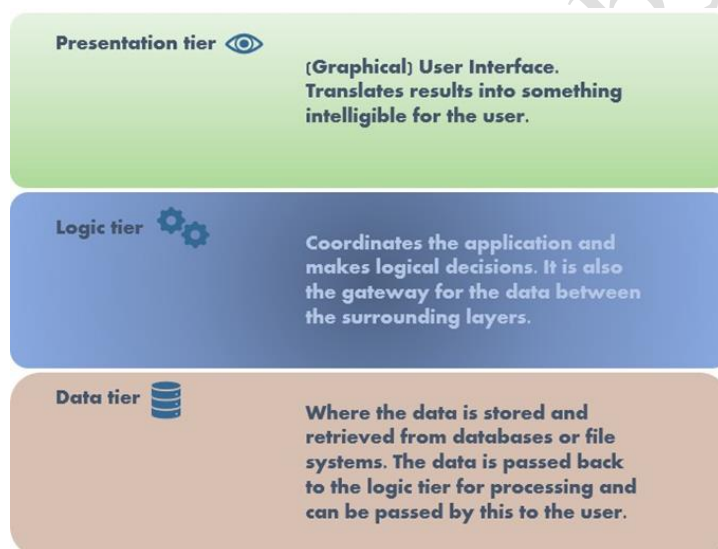 Presentation tier
(Graphical) User Interface.
Translates results into something
intelligible for the user.
Logic tier
Coordinates the application and
makes logical decisions. It is also
the gateway for the data between
the surrounding layers.
Data tier
Where the data is stored and
retrieved from databases or file
systems. The data is passed back
to the logic tier for processing and
can be passed by this to the user.